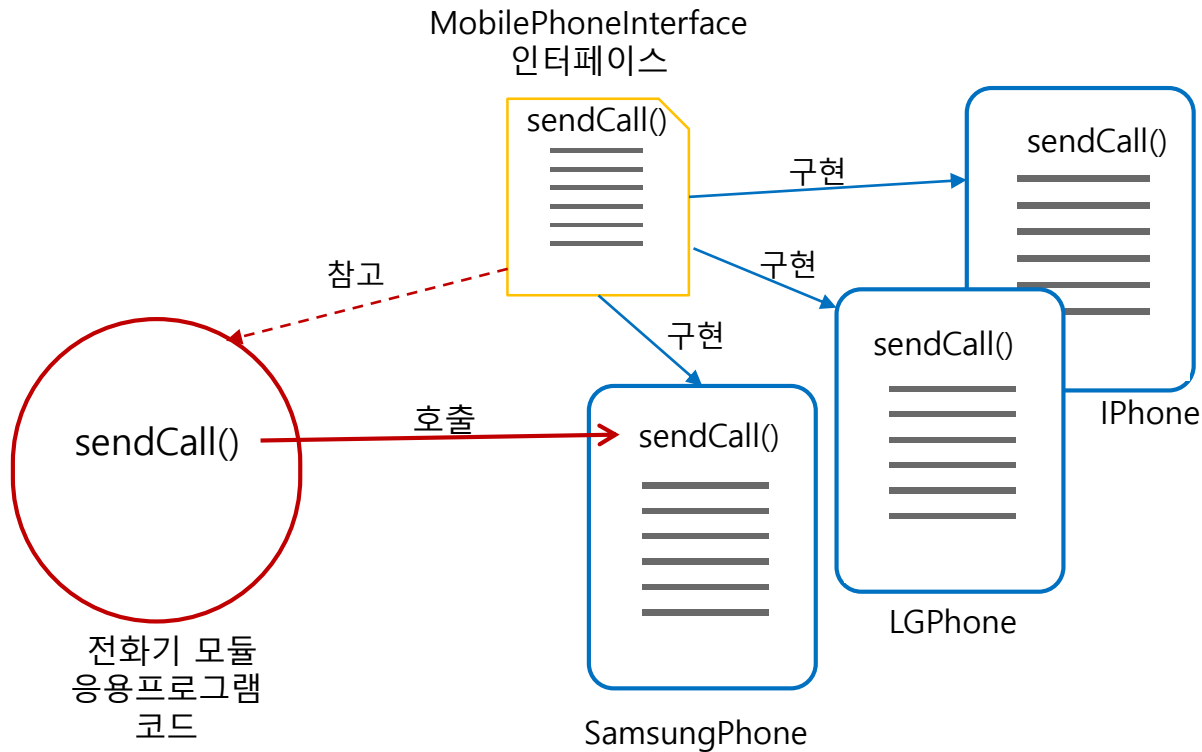 MobilePhoneInterface
인터페이스
sendCall()
sendCall()
구현
구현
참고
구현
sendCall()
호출
sendCall()
sendCall()
IPhone
LGPhone
전화기 모듈
응용프로그램
코드
SamsungPhone